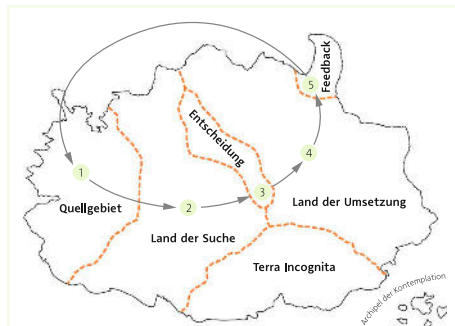 Feedback
5
Entscheidung
4
1
3
Quellgebiet
2
Land der Umsetzung
Land der Suche
Terra Incognita
Archipel der Kontemplation